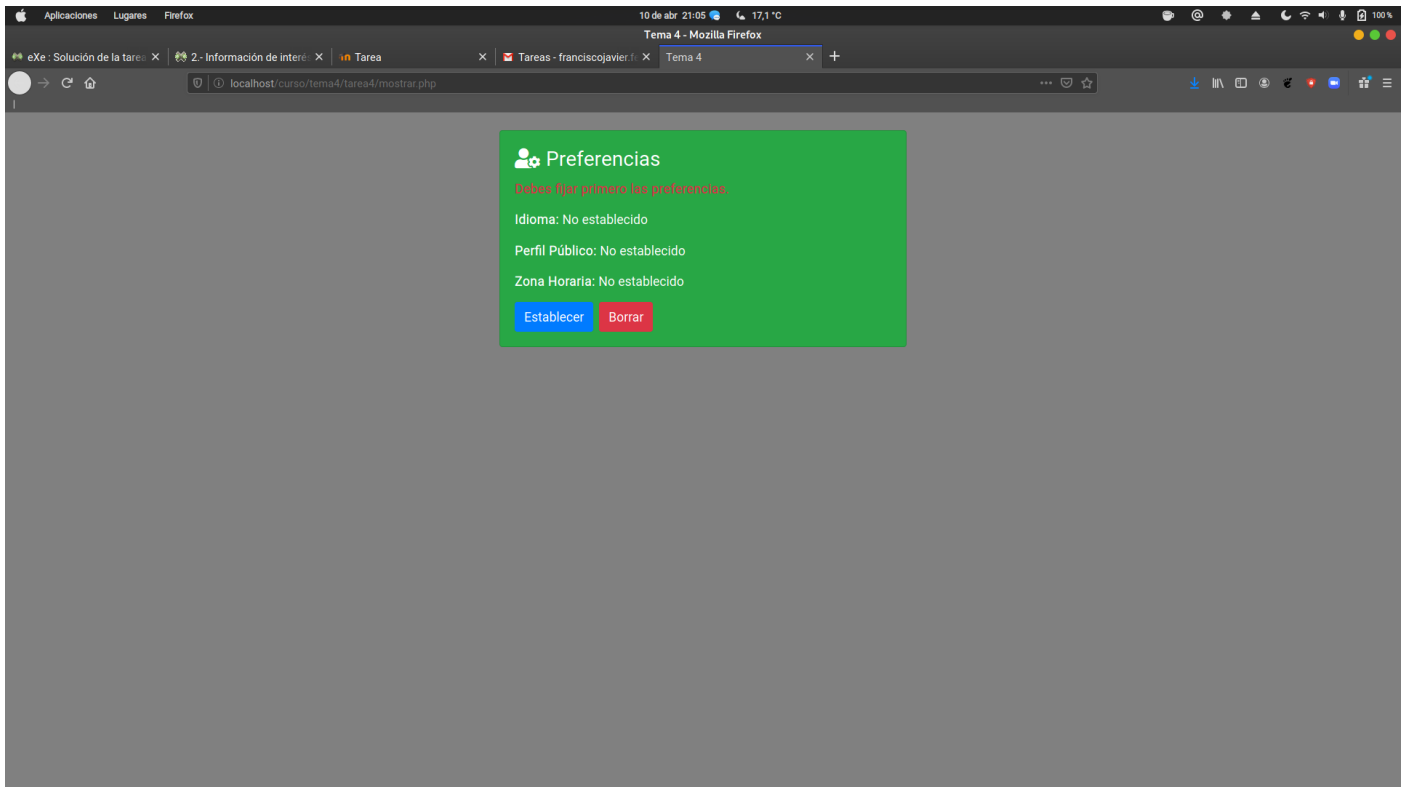 Aplicaciones Lugares Firefox 10 de abr 21:05 17,1 °C 100 %
Tema 4 - Mozilla Firefox
eXe : Solución de la tarea 2.- Información de interés Tarea Tareas - franciscojavier.f Tema 4
localhost/curso/tema4/tarea4/mostrar.php
Preferencias
Debes fijar primero las preferencias.
Idioma: No establecido
Perfil Público: No establecido
Zona Horaria: No establecido
Establecer Borrar